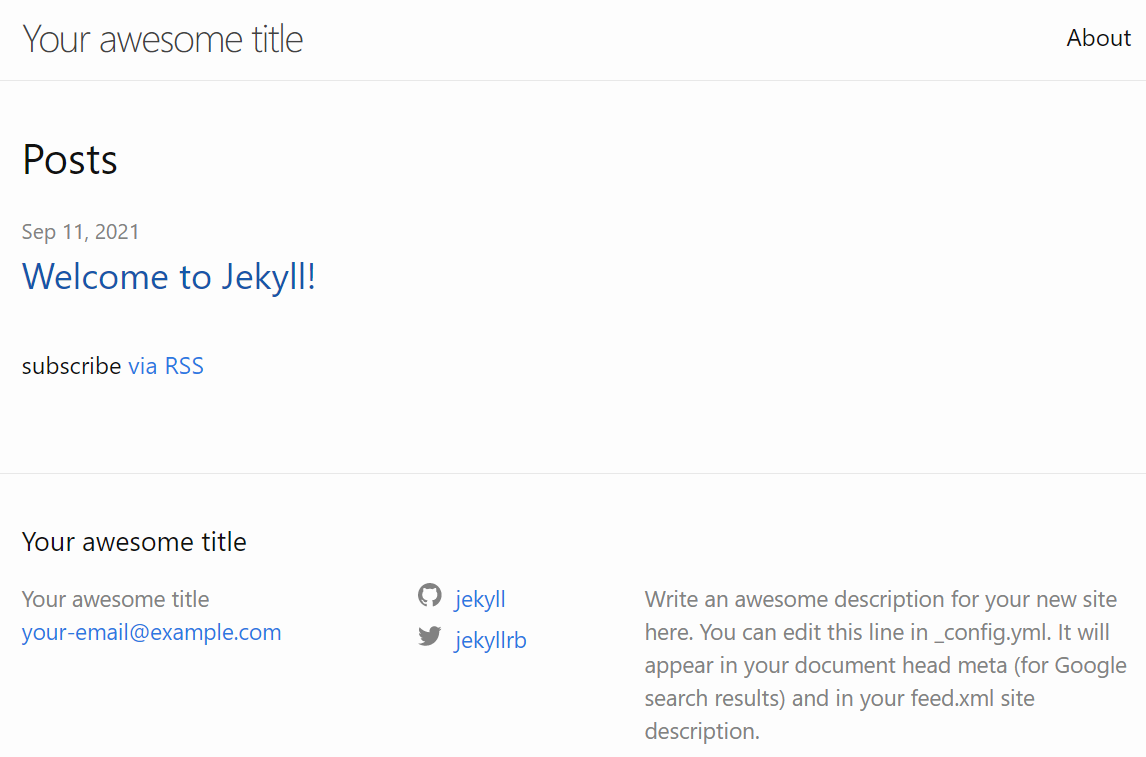 Your awesome title
About
Posts
Sep 11, 2021
Welcome to Jekyll!
subscribe via RSS
Your awesome title
Your awesome title
your-email@example.com
jekyll
jekyllrb
Write an awesome description for your new site
here. You can edit this line in _config.yml. It will
appear in your document head meta (for Google
search results) and in your feed.xml site
description.